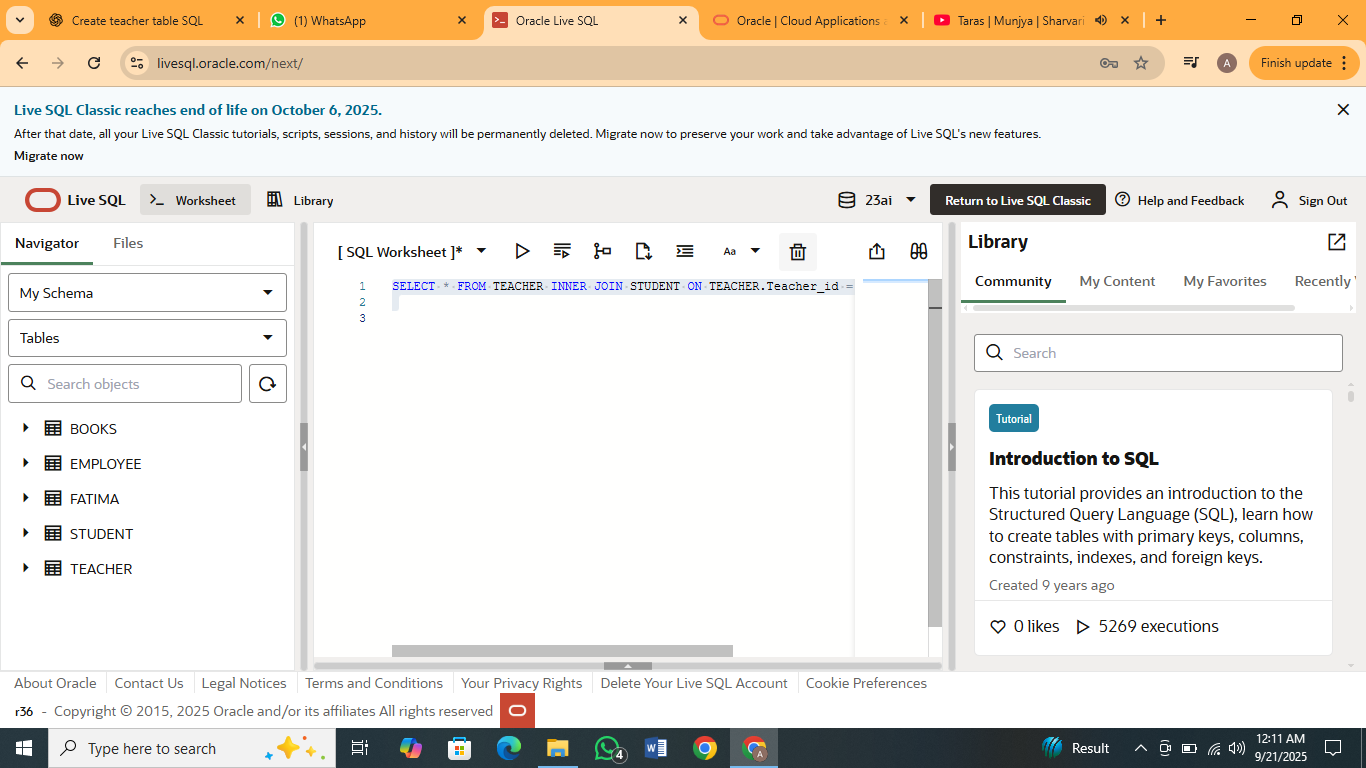 Create teacher table SQL
(1) WhatsApp
Oracle Live SQL
Oracle | Cloud Applications
Taras | Munjya | Sharvari
livesql.oracle.com/next/
A
Finish update
Live SQL Classic reaches end of life on October 6, 2025.
After that date, all your Live SQL Classic tutorials, scripts, sessions, and history will be permanently deleted. Migrate now to preserve your work and take advantage of Live SQL's new features.
Migrate now
Live SQL
Worksheet
Library
23ai
Return to Live SQL Classic
Help and Feedback
Sign Out
Navigator
Files
My Schema
Tables
Search objects
BOOKS
EMPLOYEE
FATIMA
STUDENT
TEACHER
[ SQL Worksheet ]*
Aa
1 SELECT * FROM TEACHER INNER JOIN STUDENT ON TEACHER.Teacher_id =
2
3
Library
Community
My Content
My Favorites
Recently
Search
Tutorial
Introduction to SQL
This tutorial provides an introduction to the
Structured Query Language (SQL), learn how
to create tables with primary keys, columns,
constraints, indexes, and foreign keys.
Created 9 years ago
0 likes
5269 executions
About Oracle
Contact Us
Legal Notices
Terms and Conditions
Your Privacy Rights
Delete Your Live SQL Account
Cookie Preferences
r36 - Copyright © 2015, 2025 Oracle and/or its affiliates All rights reserved
Type here to search
4
A
Result
12:11 AM
9/21/2025